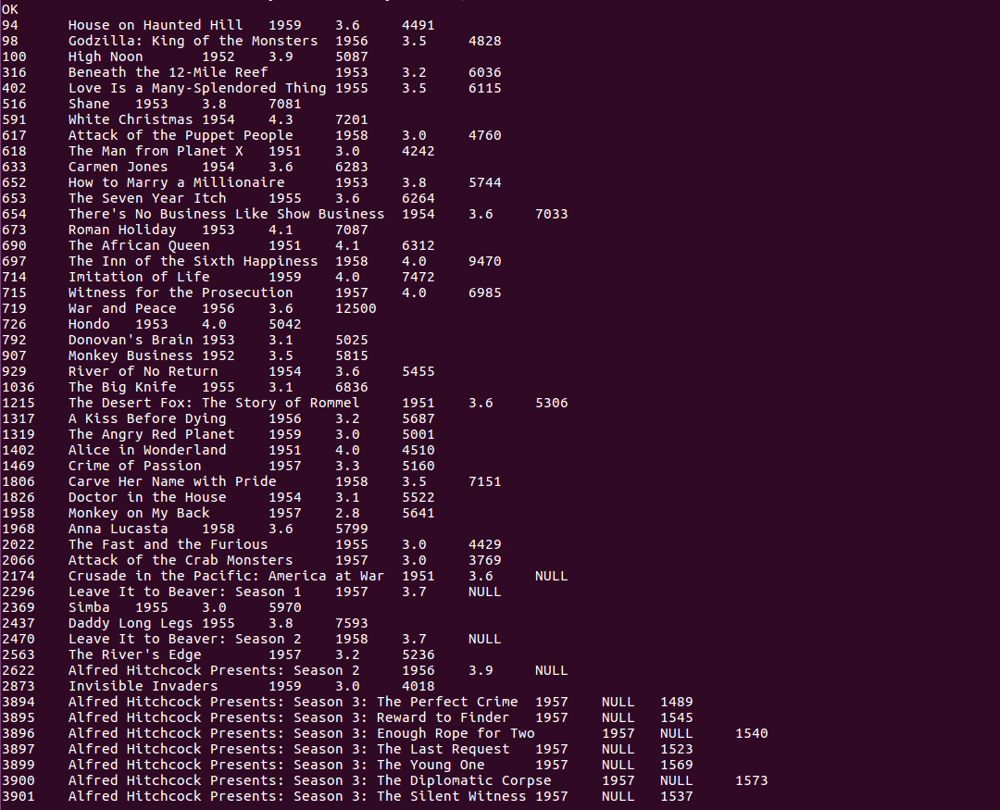 OK
94 House on Haunted Hill 1959 3.6 4491
98 Godzilla: King of the Monsters 1956 3.5 4828
100 High Noon 1952 3.9 5087
316 Beneath the 12-Mile Reef 1953 3.2 6036
402 Love Is a Many-Splendored Thing 1955 3.5 6115
516 Shane 1953 3.8 7081
591 White Christmas 1954 4.3 7201
617 Attack of the Puppet People 1958 3.0 4760
618 The Man from Planet X 1951 3.0 4242
633 Carmen Jones 1954 3.6 6283
652 How to Marry a Millionaire 1953 3.8 5744
653 The Seven Year Itch 1955 3.6 6264
654 There's No Business Like Show Business 1954 3.6 7033
673 Roman Holiday 1953 4.1 7087
690 The African Queen 1951 4.1 6312
697 The Inn of the Sixth Happiness 1958 4.0 9470
714 Imitation of Life 1959 4.0 7472
715 Witness for the Prosecution 1957 4.0 6985
719 War and Peace 1956 3.6 12500
726 Hondo 1953 4.0 5042
792 Donovan's Brain 1953 3.1 5025
907 Monkey Business 1952 3.5 5815
929 River of No Return 1954 3.6 5455
1036 The Big Knife 1955 3.1 6836
1215 The Desert Fox: The Story of Rommel 1951 3.6 5306
1317 A Kiss Before Dying 1956 3.2 5687
1319 The Angry Red Planet 1959 3.0 5001
1402 Alice in Wonderland 1951 4.0 4510
1469 Crime of Passion 1957 3.3 5160
1806 Carve Her Name with Pride 1958 3.5 7151
1826 Doctor in the House 1954 3.1 5522
1958 Monkey on My Back 1957 2.8 5641
1968 Anna Lucasta 1958 3.6 5799
2022 The Fast and the Furious 1955 3.0 4429
2066 Attack of the Crab Monsters 1957 3.0 3769
2174 Crusade in the Pacific: America at War 1951 3.6 NULL
2296 Leave It to Beaver: Season 1 1957 3.7 NULL
2369 Simba 1955 3.0 5970
2437 Daddy Long Legs 1955 3.8 7593
2470 Leave It to Beaver: Season 2 1958 3.7 NULL
2563 The River's Edge 1957 3.2 5236
2622 Alfred Hitchcock Presents: Season 2 1956 3.9 NULL
2873 Invisible Invaders 1959 3.0 4018
3894 Alfred Hitchcock Presents: Season 3: The Perfect Crime 1957 NULL 1489
3895 Alfred Hitchcock Presents: Season 3: Reward to Finder 1957 NULL 1545
3896 Alfred Hitchcock Presents: Season 3: Enough Rope for Two 1957 NULL 1540
3897 Alfred Hitchcock Presents: Season 3: The Last Request 1957 NULL 1523
3899 Alfred Hitchcock Presents: Season 3: The Young One 1957 NULL 1569
3900 Alfred Hitchcock Presents: Season 3: The Diplomatic Corpse 1957 NULL 1573
3901 Alfred Hitchcock Presents: Season 3: The Silent Witness 1957 NULL 1537